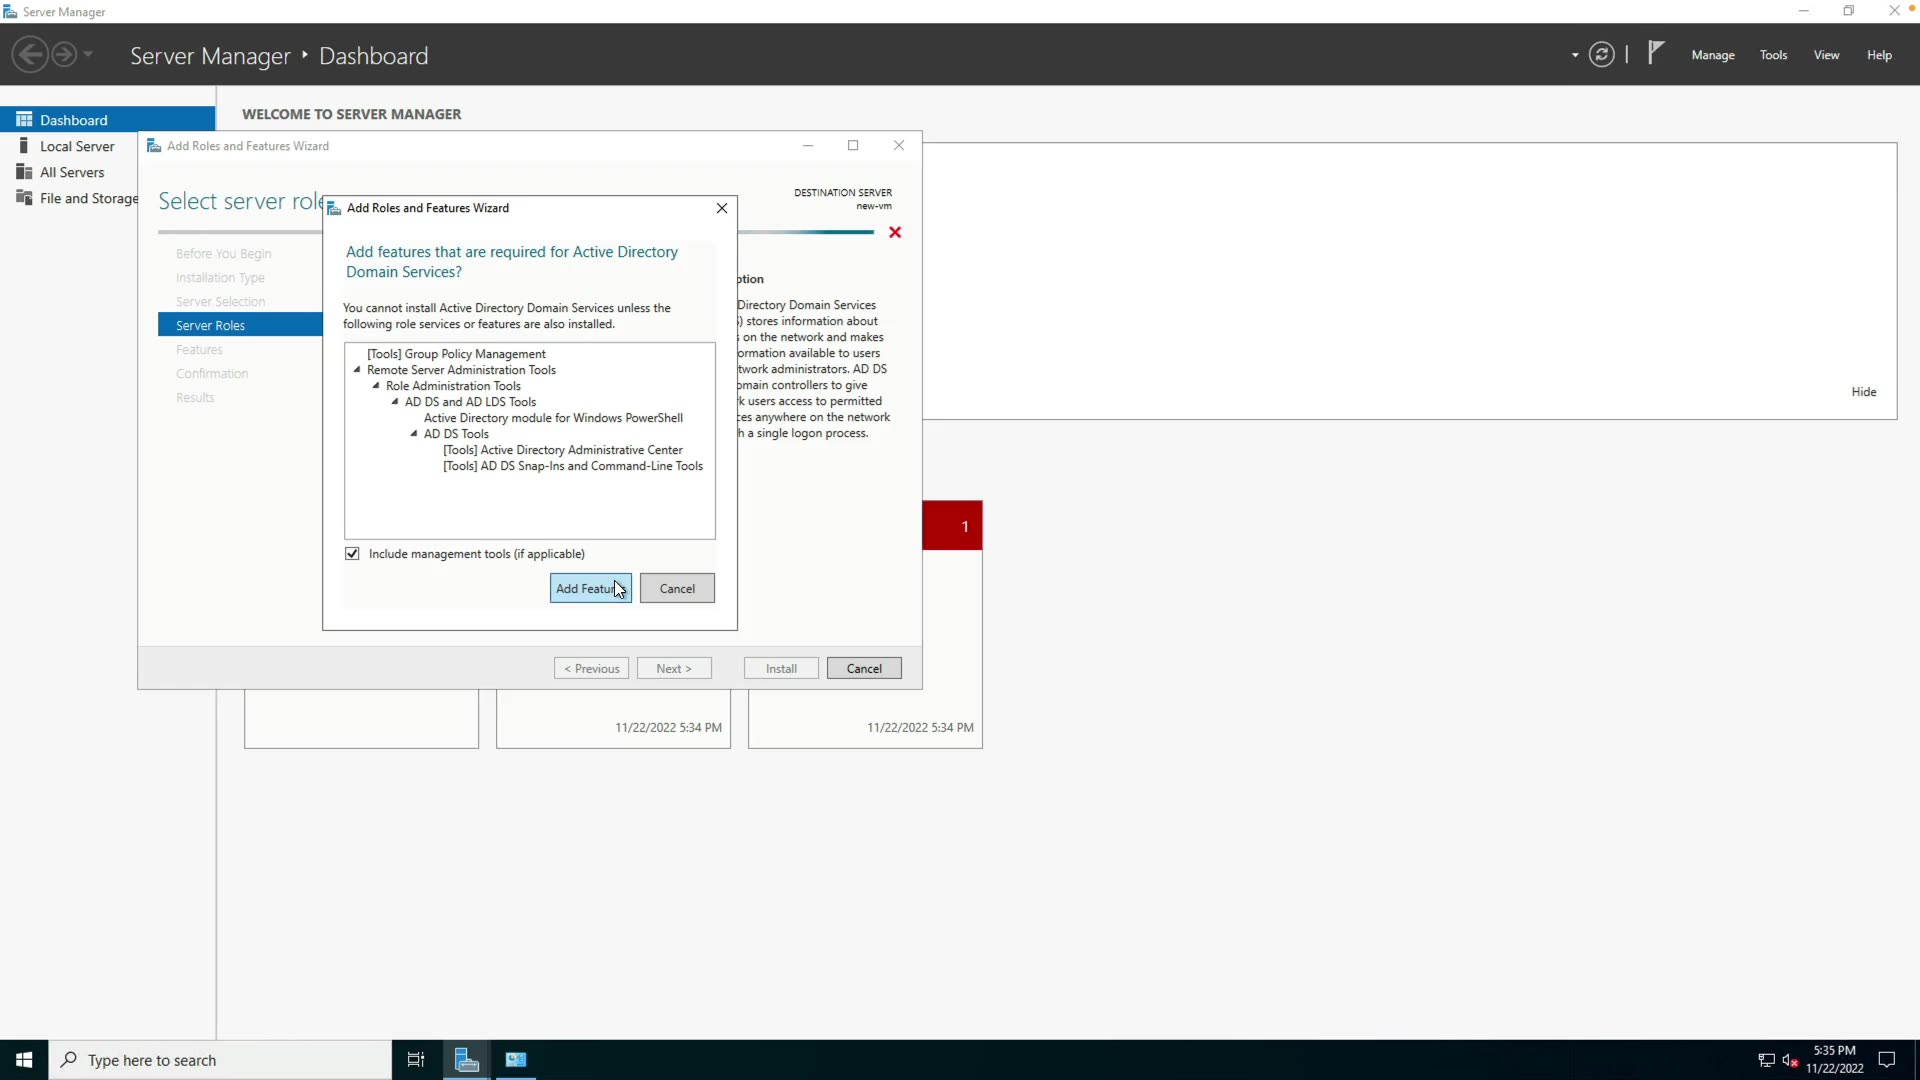 Server Manager
Server Manager Dashboard
Manage Tools View Help
Dashboard
Local Server
All Servers
File and Storage
WELCOME TO SERVER MANAGER
Add Roles and Features Wizard
Select server
DESTINATION SERVER
new-vm
Before You Begin
Installation Type
Server Selection
Server Roles
Features
Confirmation
Results
Add Roles and Features Wizard
Add features that are required for Active Directory
Domain Services?
You cannot install Active Directory Domain Services unless the
following role services or features are also installed.
[Tools] Group Policy Management
Remote Server Administration Tools
Role Administration Tools
AD DS and AD LDS Tools
Active Directory module for Windows PowerShell
AD DS Tools
[Tools] Active Directory Administrative Center
[Tools] AD DS Snap-Ins and Command-Line Tools
Include management tools (if applicable)
Add Cancel
Directory Domain Services
stores information about
on the network and makes
available to users
administrators. AD DS
controllers to give
users access to permitted
anywhere on the network
a single logon process.
Hide
1
< Previous Next > Install Cancel
11/22/2022 5:34 PM
11/22/2022 5:34 PM
Type here to search
5:35 PM
11/22/2022